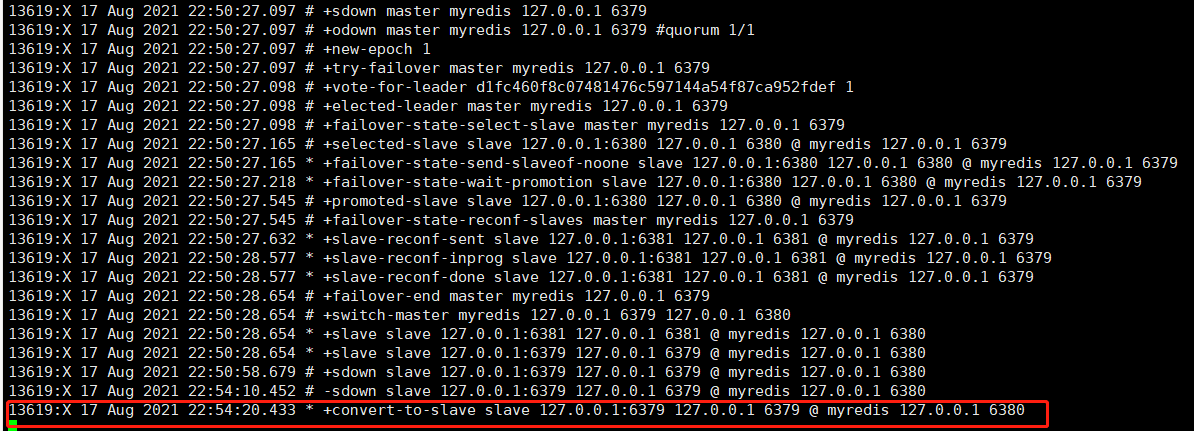 13619:X 17 Aug 2021 22:50:27.097 # +sdown master myredis 127.0.0.1 6379
13619:X 17 Aug 2021 22:50:27.097 # +odown master myredis 127.0.0.1 6379 #quorum 1/1
13619:X 17 Aug 2021 22:50:27.097 # +new-epoch 1
13619:X 17 Aug 2021 22:50:27.097 # +try-failover master myredis 127.0.0.1 6379
13619:X 17 Aug 2021 22:50:27.098 # +vote-for-leader d1fc460f8c07481476c597144a54f87ca952fdef 1
13619:X 17 Aug 2021 22:50:27.098 # +elected-leader master myredis 127.0.0.1 6379
13619:X 17 Aug 2021 22:50:27.098 # +failover-state-select-slave master myredis 127.0.0.1 6379
13619:X 17 Aug 2021 22:50:27.165 # +selected-slave slave 127.0.0.1:6380 127.0.0.1 6380 @ myredis 127.0.0.1 6379
13619:X 17 Aug 2021 22:50:27.165 * +failover-state-send-slaveof-noone slave 127.0.0.1:6380 127.0.0.1 6380 @ myredis 127.0.0.1 6379
13619:X 17 Aug 2021 22:50:27.218 * +failover-state-wait-promotion slave 127.0.0.1:6380 127.0.0.1 6380 @ myredis 127.0.0.1 6379
13619:X 17 Aug 2021 22:50:27.545 # +promoted-slave slave 127.0.0.1:6380 127.0.0.1 6380 @ myredis 127.0.0.1 6379
13619:X 17 Aug 2021 22:50:27.545 # +failover-state-reconf-slaves master myredis 127.0.0.1 6379
13619:X 17 Aug 2021 22:50:27.632 * +slave-reconf-sent slave 127.0.0.1:6381 127.0.0.1 6381 @ myredis 127.0.0.1 6379
13619:X 17 Aug 2021 22:50:28.577 * +slave-reconf-inprog slave 127.0.0.1:6381 127.0.0.1 6381 @ myredis 127.0.0.1 6379
13619:X 17 Aug 2021 22:50:28.577 * +slave-reconf-done slave 127.0.0.1:6381 127.0.0.1 6381 @ myredis 127.0.0.1 6379
13619:X 17 Aug 2021 22:50:28.654 # +failover-end master myredis 127.0.0.1 6379
13619:X 17 Aug 2021 22:50:28.654 # +switch-master myredis 127.0.0.1 6379 127.0.0.1 6380
13619:X 17 Aug 2021 22:50:28.654 * +slave slave 127.0.0.1:6381 127.0.0.1 6381 @ myredis 127.0.0.1 6380
13619:X 17 Aug 2021 22:50:28.654 * +slave slave 127.0.0.1:6379 127.0.0.1 6379 @ myredis 127.0.0.1 6380
13619:X 17 Aug 2021 22:50:58.679 # +sdown slave 127.0.0.1:6379 127.0.0.1 6379 @ myredis 127.0.0.1 6380
13619:X 17 Aug 2021 22:54:10.452 # -sdown slave 127.0.0.1:6379 127.0.0.1 6379 @ myredis 127.0.0.1 6380
13619:X 17 Aug 2021 22:54:20.433 * +convert-to-slave slave 127.0.0.1:6379 127.0.0.1 6379 @ myredis 127.0.0.1 6380